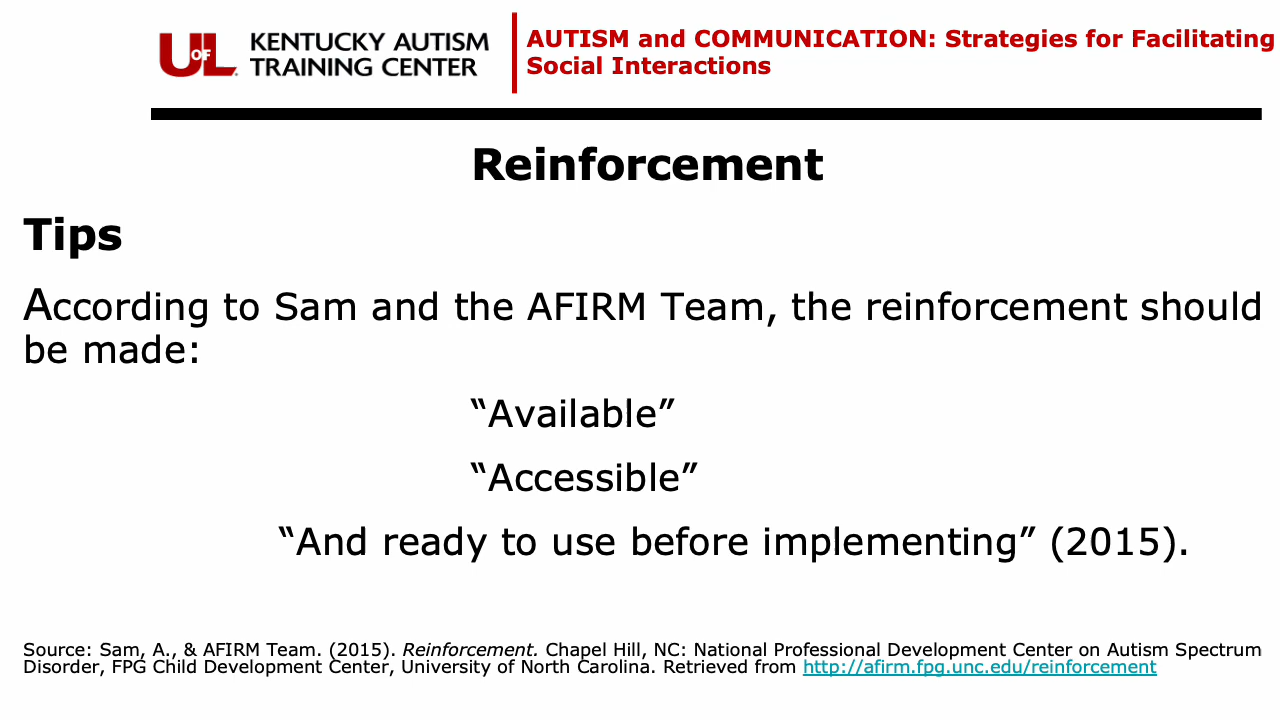 UofL KENTUCKY AUTISM
TRAINING CENTER
AUTISM and COMMUNICATION: Strategies for Facilitating
Social Interactions
Reinforcement
Tips
According to Sam and the AFIRM Team, the reinforcement should
be made:
“Available”
“Accessible”
“And ready to use before implementing” (2015).
Source: Sam, A., & AFIRM Team. (2015). Reinforcement. Chapel Hill, NC: National Professional Development Center on Autism Spectrum
Disorder, FPG Child Development Center, University of North Carolina. Retrieved from http://afirm.fpg.unc.edu/reinforcement